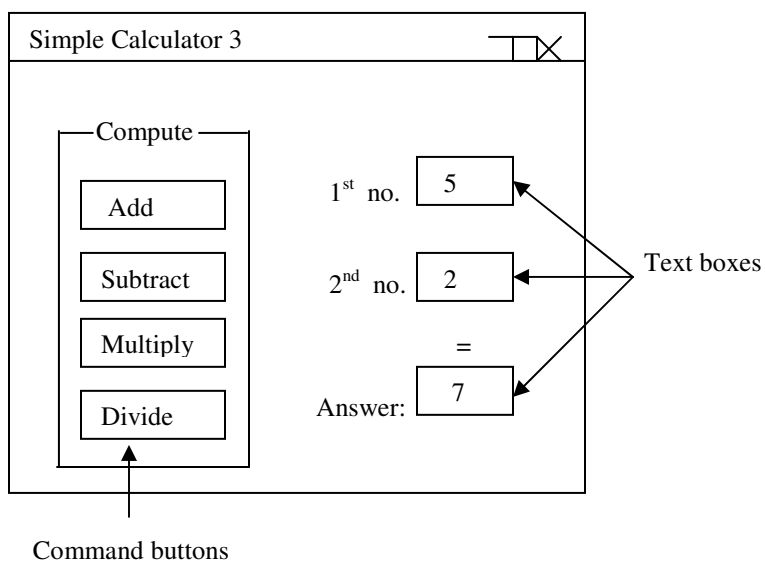 Simple Calculator 3
Compute
Add
Subtract
Multiply
Divide
1st no. 5
2nd no. 2
=
Answer: 7
Text boxes
Command buttons